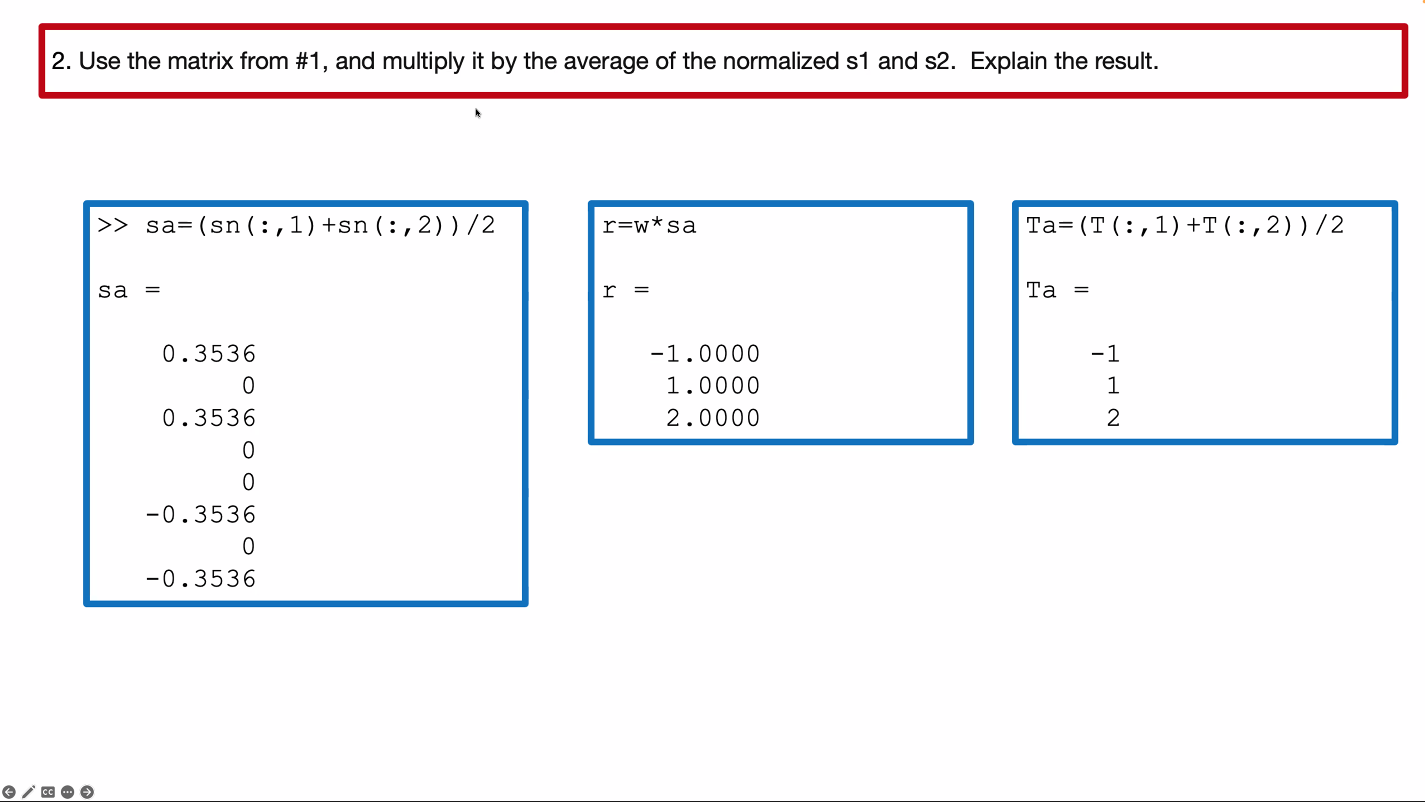 2. Use the matrix from #1, and multiply it by the average of the normalized s1 and s2.  Explain the result.
>> sa=(sn(:,1)+sn(:,2))/2
sa =
0.3536
0
0.3536
0
0
-0.3536
0
-0.3536
r=w*sa
r =
-1.0000
1.0000
2.0000
Ta=(T(:,1)+T(:,2))/2
Ta =
-1
1
2
CC